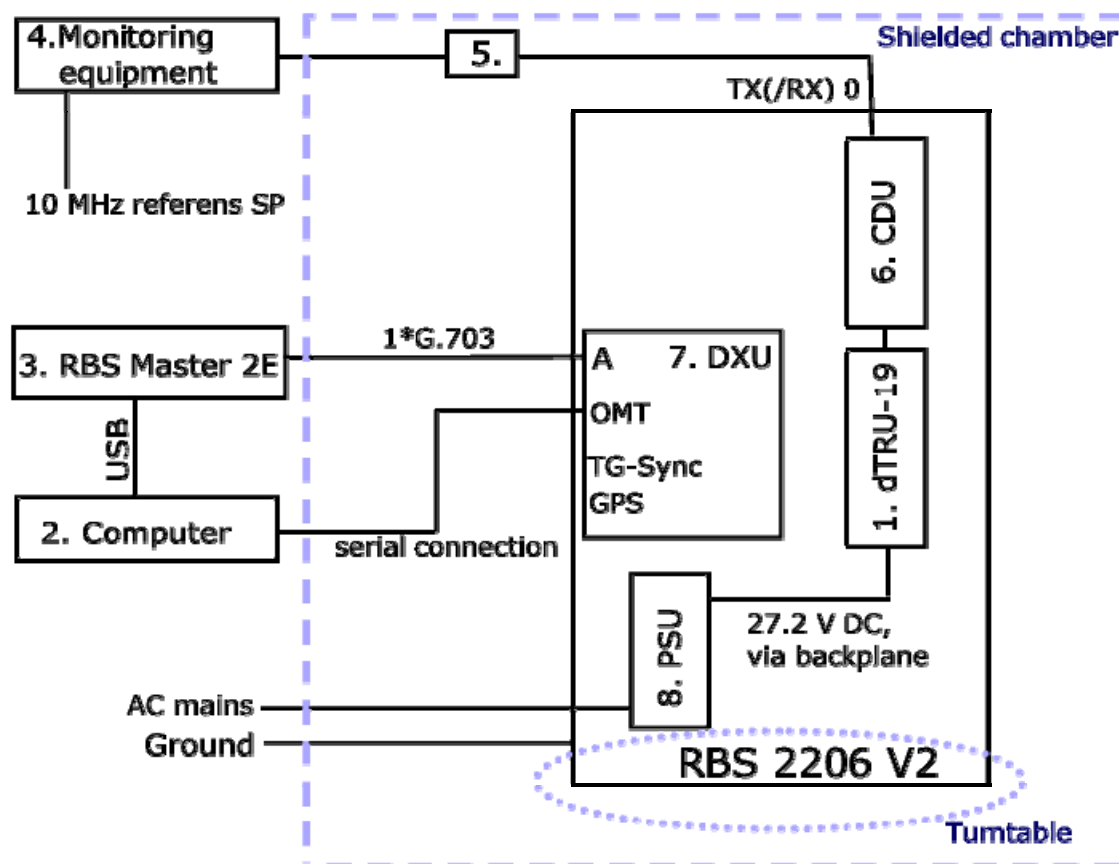 4.Monitoring
equipment
5.
Shielded chamber
TX(/RX) 0
10 MHz referens SP
6. CDU
3. RBS Master 2E
1*G.703
A
7. DXU
OMT
TG-Sync
GPS
1. dTRU-19
USB
2. Computer
serial connection
8. PSU
27.2 V DC,
via backplane
AC mains
Ground
RBS 2206 V2
Turntable